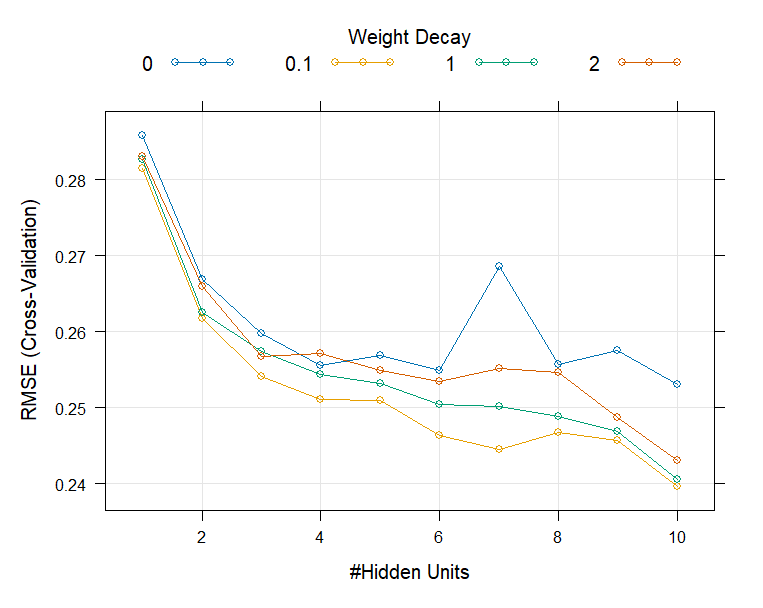 Weight Decay
0 0.1 1 2
0.28
0.27
0.26
0.25
0.24
RMSE (Cross-Validation)
2 4 6 8 10
#Hidden Units